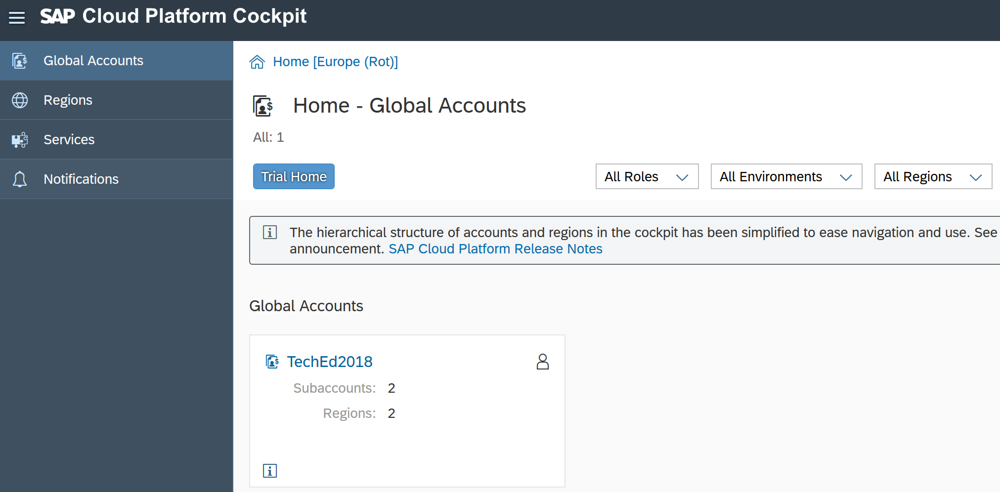 SAP Cloud Platform Cockpit
Global Accounts
Regions
Services
Notifications
Home [Europe (Rot)]
Home - Global Accounts
All: 1
Trial Home
All Roles
All Environments
All Regions
The hierarchical structure of accounts and regions in the cockpit has been simplified to ease navigation and use. See
announcement. SAP Cloud Platform Release Notes
Global Accounts
TechEd2018
Subaccounts: 2
Regions: 2